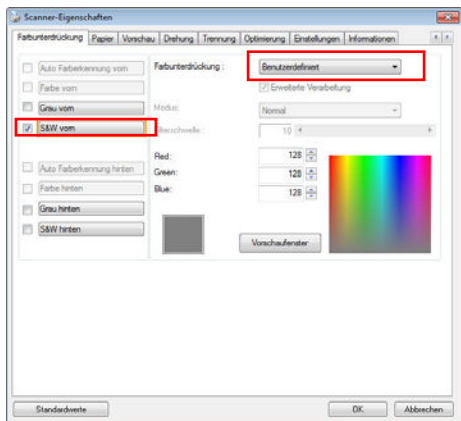 Scanner-Eigenschaften
Farbunterdrückung Papier Vorschau Drehung Trennung Optimierung Einstellungen Informationen
Auto Farberkennung vorn
Farbe vorn
Grau vorn
S&W vorn
Auto Farberkennung hinten
Farbe hinten
Grau hinten
S&W hinten
Farbunterdrückung : Benutzerdefiniert
Erweiterte Verarbeitung
Modus: Normal
Filterschwelle : 10
Red: 128
Green: 128
Blue: 128
Vorschaufenster
Standardwerte OK Abbrechen